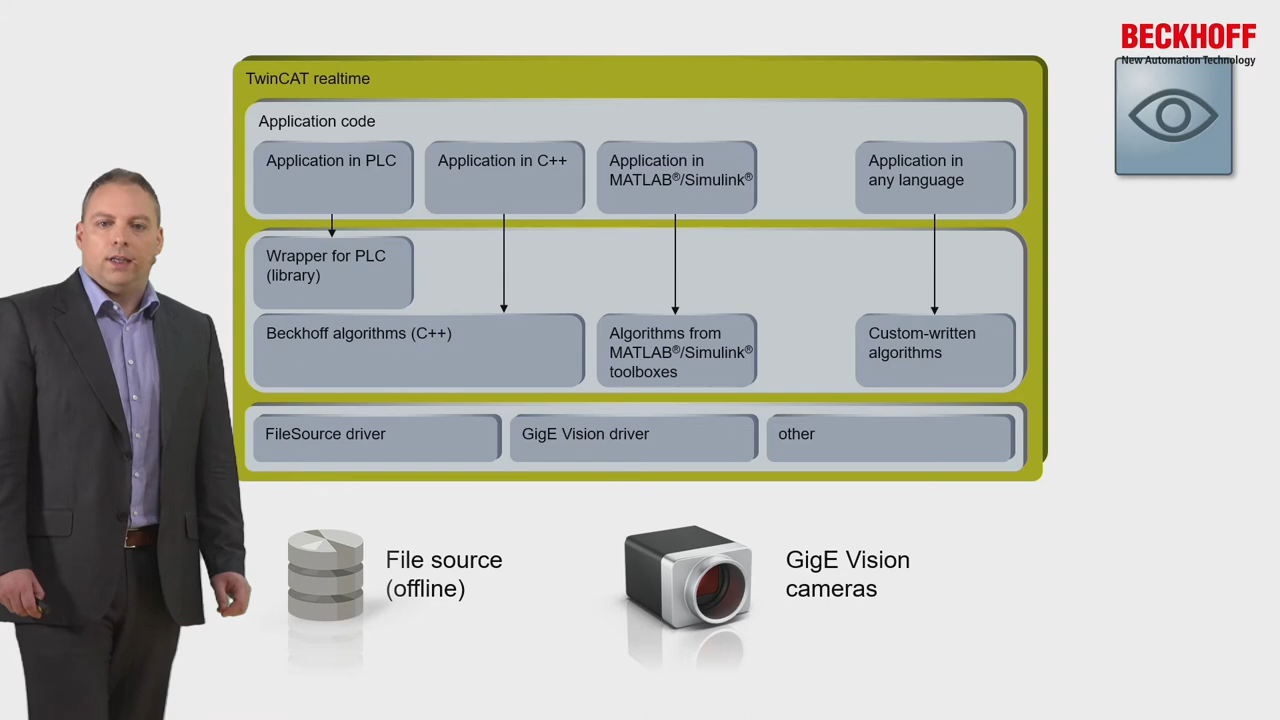 BECKHOFF
New Automation Technology
TwinCAT realtime
Application code
Application in PLC
Application in C++
Application in
MATLAB®/Simulink®
Application in
any language
Wrapper for PLC
(library)
Beckhoff algorithms (C++)
Algorithms from
MATLAB®/Simulink®
toolboxes
Custom-written
algorithms
FileSource driver
GigE Vision driver
other
File source
(offline)
GigE Vision
cameras